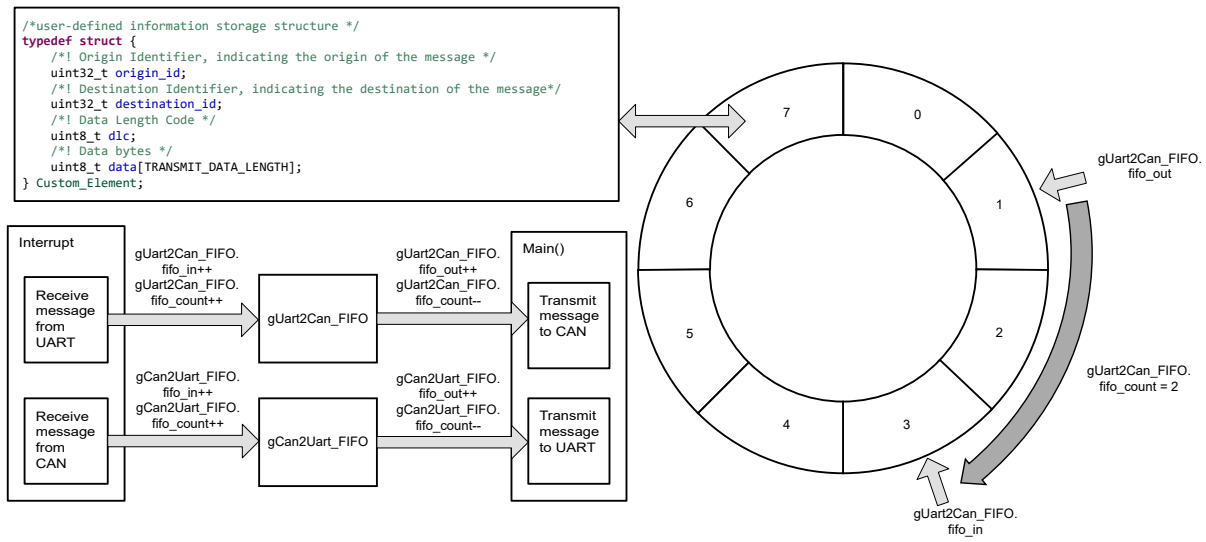 /*user-defined information storage structure */
typedef struct {
/*! Origin Identifier, indicating the origin of the message */
uint32_t origin_id;
/*! Destination Identifier, indicating the destination of the message*/
uint32_t destination_id;
/*! Data Length Code */
uint8_t dlc;
/*! Data bytes */
uint8_t data[TRANSMIT_DATA_LENGTH];
} Custom_Element;
Interrupt
Receive
message
from
UART
gUart2Can_FIFO.
fifo_in++
gUart2Can_FIFO.
fifo_count++
gUart2Can_FIFO
gUart2Can_FIFO.
fifo_out++
gUart2Can_FIFO.
fifo_count--
Main()
Transmit
message
to CAN
Receive
message
from
CAN
gCan2Uart_FIFO.
fifo_in++
gCan2Uart_FIFO.
fifo_count++
gCan2Uart_FIFO
gCan2Uart_FIFO.
fifo_out++
gCan2Uart_FIFO.
fifo_count--
Transmit
message
to UART
7
0
6
1
5
2
4
3
gUart2Can_FIFO.
fifo_out
gUart2Can_FIFO.
fifo_count = 2
gUart2Can_FIFO.
fifo_in